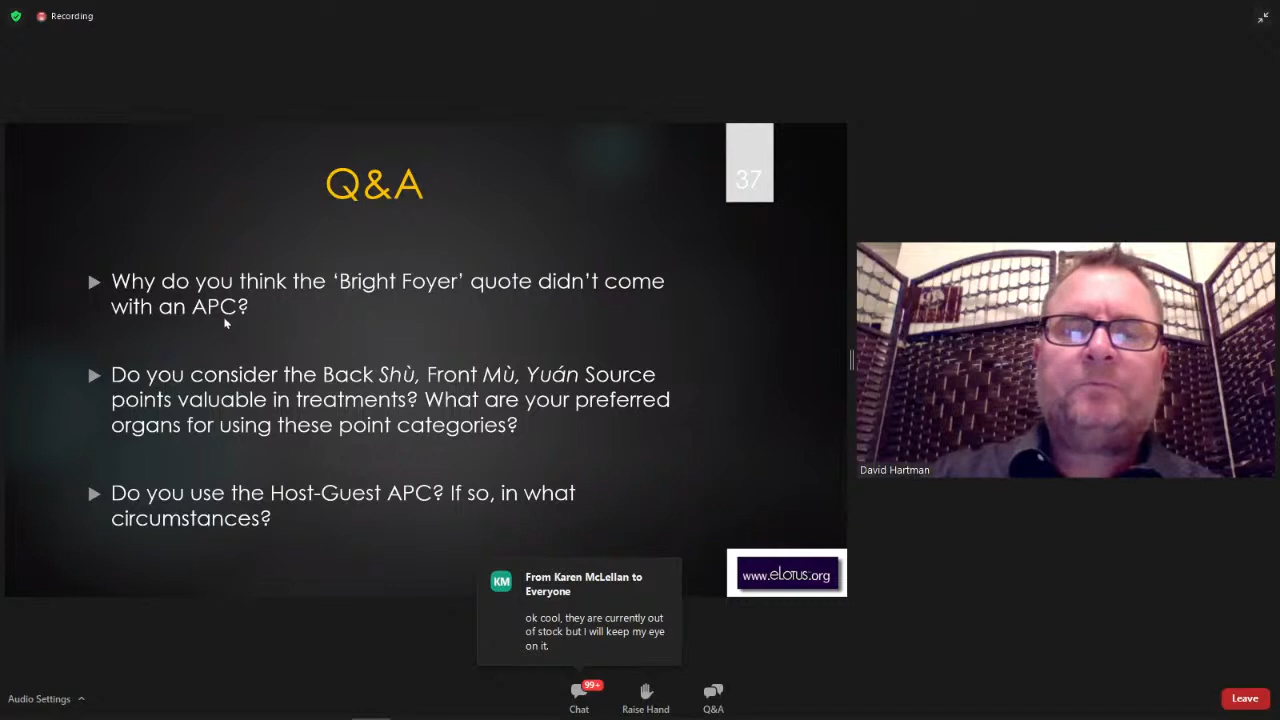 Recording
Q&A
37
Why do you think the ‘Bright Foyer’ quote didn’t come
with an APC?
Do you consider the Back Shù, Front Mù, Yuán Source
points valuable in treatments? What are your preferred
organs for using these point categories?
Do you use the Host-Guest APC? If so, in what
circumstances?
www.eLotus.org
David Hartman
KM
From Karen McLellan to
Everyone
ok cool, they are currently out
of stock but I will keep my eye
on it.
Audio Settings
99+
Chat
Raise Hand
Q&A
Leave